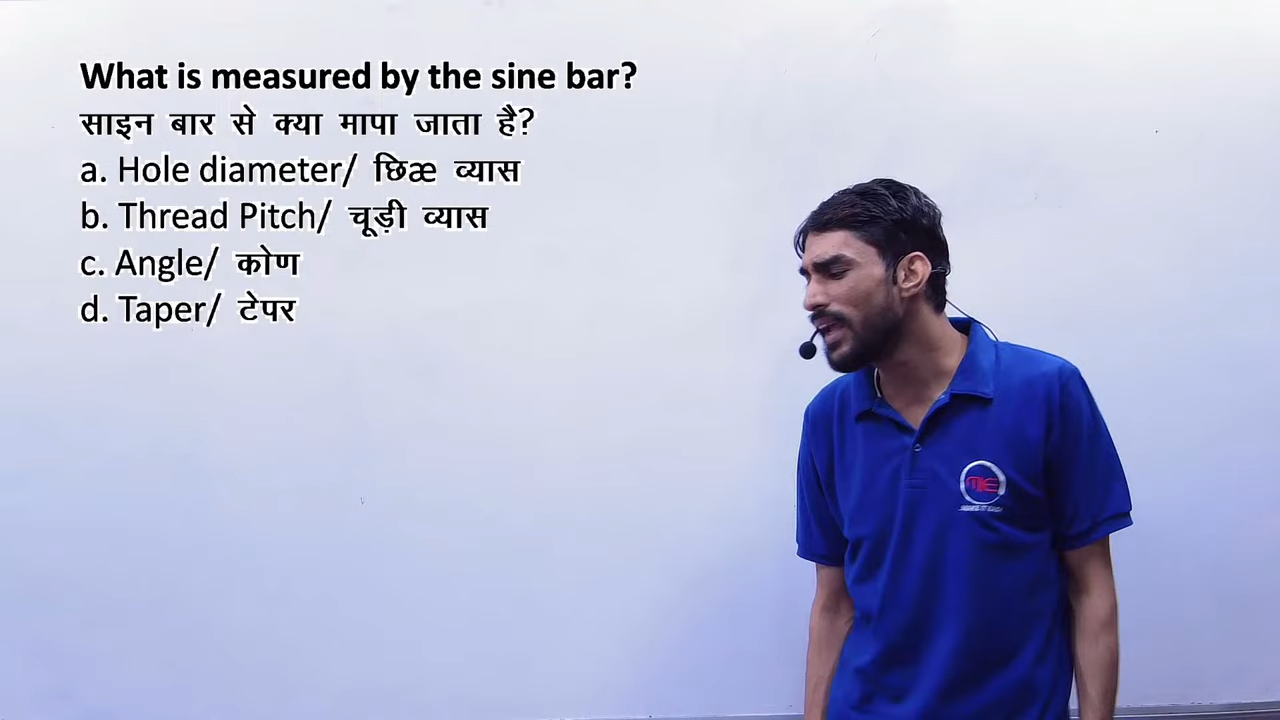 What is measured by the sine bar?
साइन बार से क्या मापा जाता है?
a. Hole diameter/ छिæ व्यास
b. Thread Pitch/ चूड़ी व्यास
c. Angle/ कोण
d. Taper/ टेपर